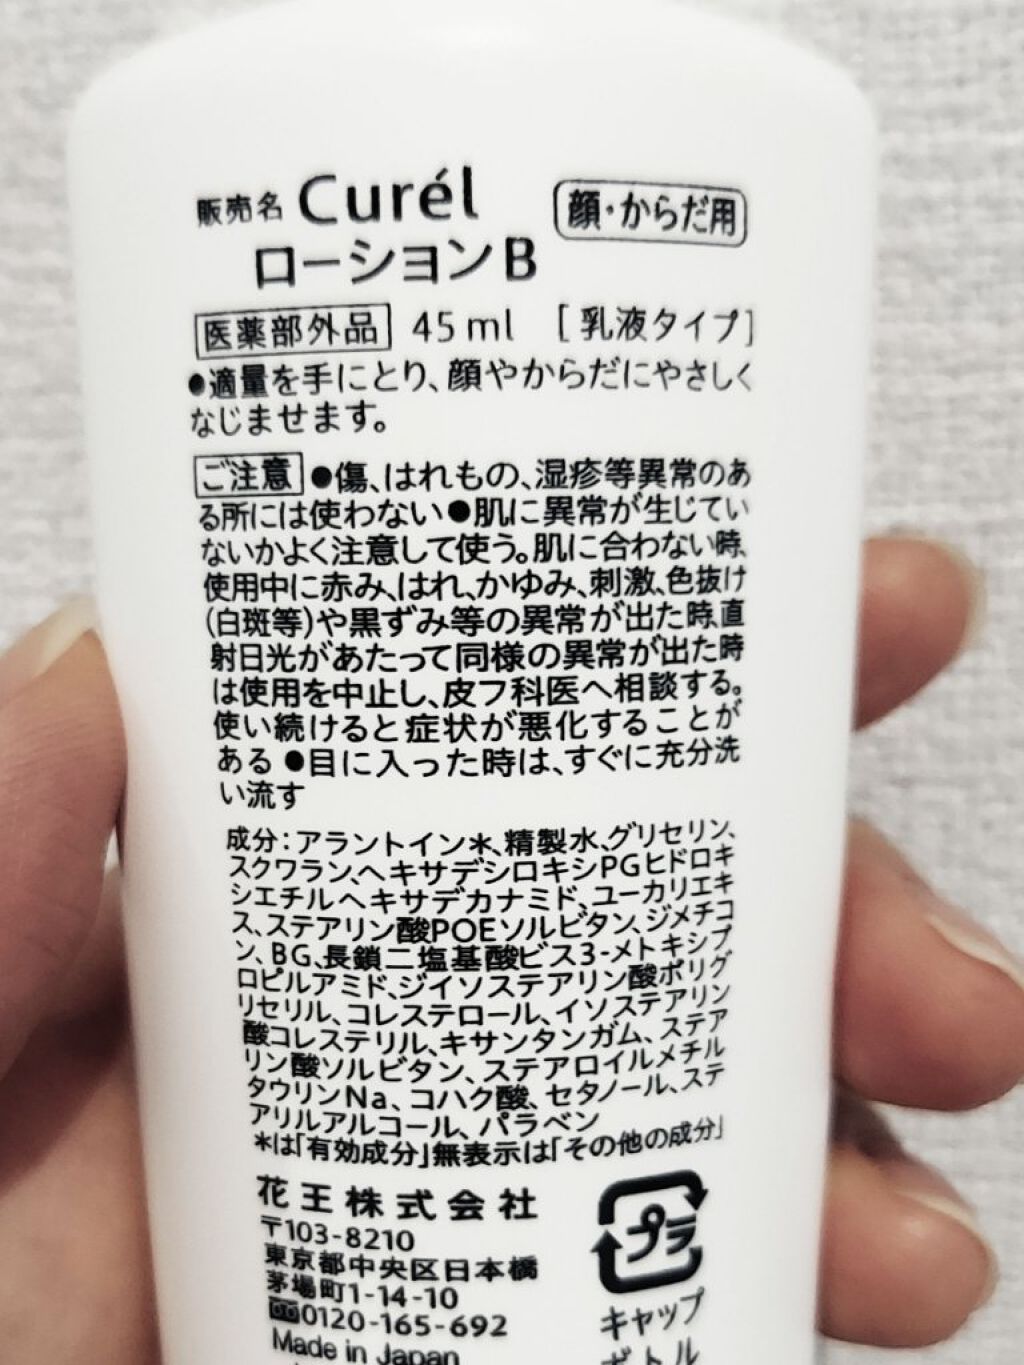 販売名 Curél 顔・からだ用
ローションB
医薬部外品 45ml [乳液タイプ]
●適量を手にとり、顔やからだにやさしく
なじませます。
ご注意 ●傷、はれもの、湿疹等異常のあ
る所には使わない●肌に異常が生じてい
ないかよく注意して使う。肌に合わない時、
使用中に赤み、はれ、かゆみ、刺激、色抜け
(白斑等)や黒ずみ等の異常が出た時、直
射日光があたって同様の異常が出た時
は使用を中止し、皮フ科医へ相談する。
使い続けると症状が悪化することが
ある ●目に入った時は、すぐに充分洗
い流す
成分：アラントイン＊、精製水、グリセリン、
スクワラン、ヘキサデシロキシPGヒドロキ
シエチルヘキサデカナミド、ユーカリエキ
ス、ステアリン酸POEソルビタン、ジメチコ
ン、BG、長鎖二塩基酸ビス3-メトキシプ
ロピルアミド、ジイソステアリン酸ポリグ
リセリル、コレステロール、イソステアリン
酸コレステリル、キサンタンガム、ステア
リン酸ソルビタン、ステアロイルメチル
タウリンNa、コハク酸、セタノール、ステ
アリルアルコール、パラベン
＊は「有効成分」無表示は「その他の成分」
花王株式会社
〒103-8210
東京都中央区日本橋
茅場町1-14-10
0120-165-692
Made in Japan
プラ
キャップ
ボトル